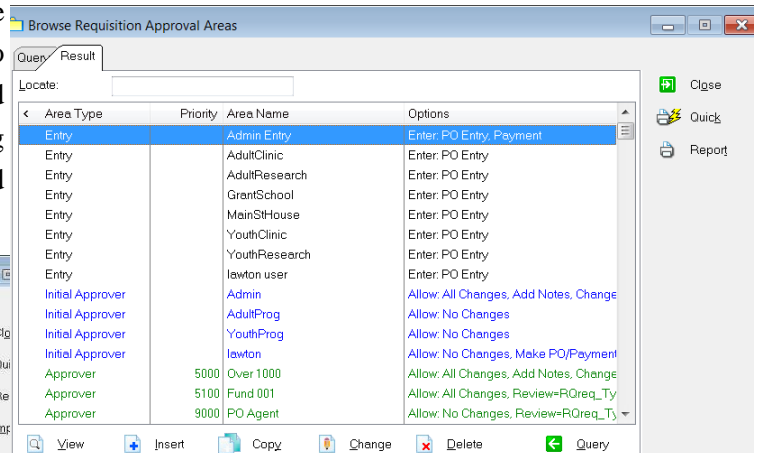 Browse Requisition Approval Areas
Query Result
Locate:
Close
Quick
Report
< Area Type Priority Area Name Options
Entry Admin Entry Enter: PO Entry, Payment
Entry AdultClinic Enter: PO Entry
Entry AdultResearch Enter: PO Entry
Entry GrantSchool Enter: PO Entry
Entry MainStHouse Enter: PO Entry
Entry YouthClinic Enter: PO Entry
Entry YouthResearch Enter: PO Entry
Entry lawton user Enter: PO Entry
Initial Approver Admin Allow: All Changes, Add Notes, Change
Initial Approver AdultProg Allow: No Changes
Initial Approver YouthProg Allow: No Changes
Initial Approver lawton Allow: No Changes, Make PO/Payment
Approver 5000 Over 1000 Allow: All Changes, Add Notes, Change
Approver 5100 Fund 001 Allow: All Changes, Review=RQreq_Ty
Approver 9000 PO Agent Allow: No Changes, Review=RQreq_Ty
View Insert Copy Change Delete Query